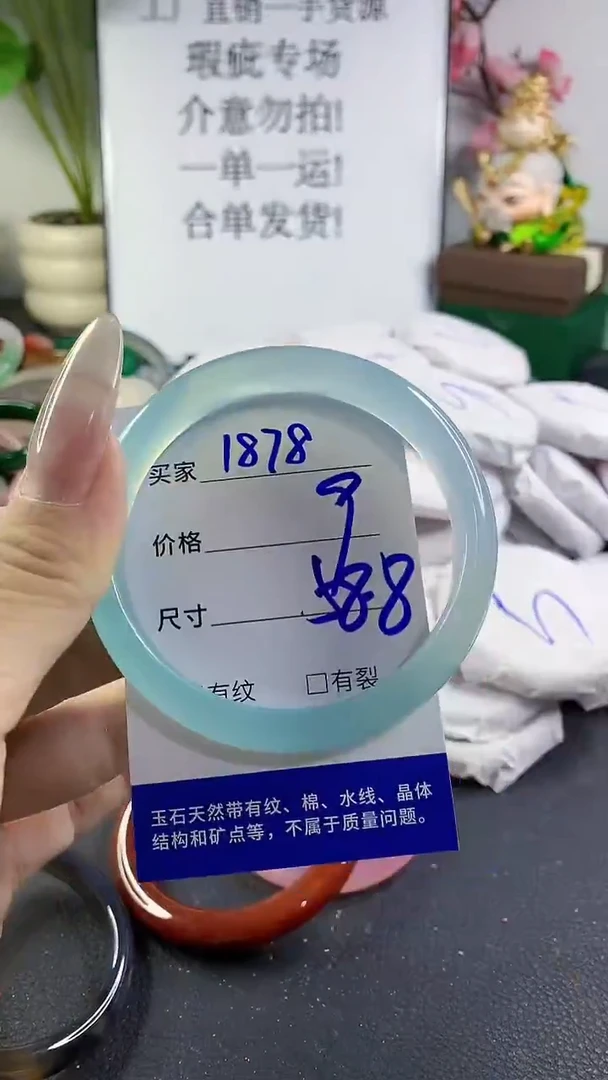 工厂直销一手货源
瑕疵专场
介意勿拍!
一单一运!
合单发货!
买家 1878
价格
尺寸
有纹 □有裂
玉石天然带有纹、棉、水线、晶体
结构和矿点等，不属于质量问题。